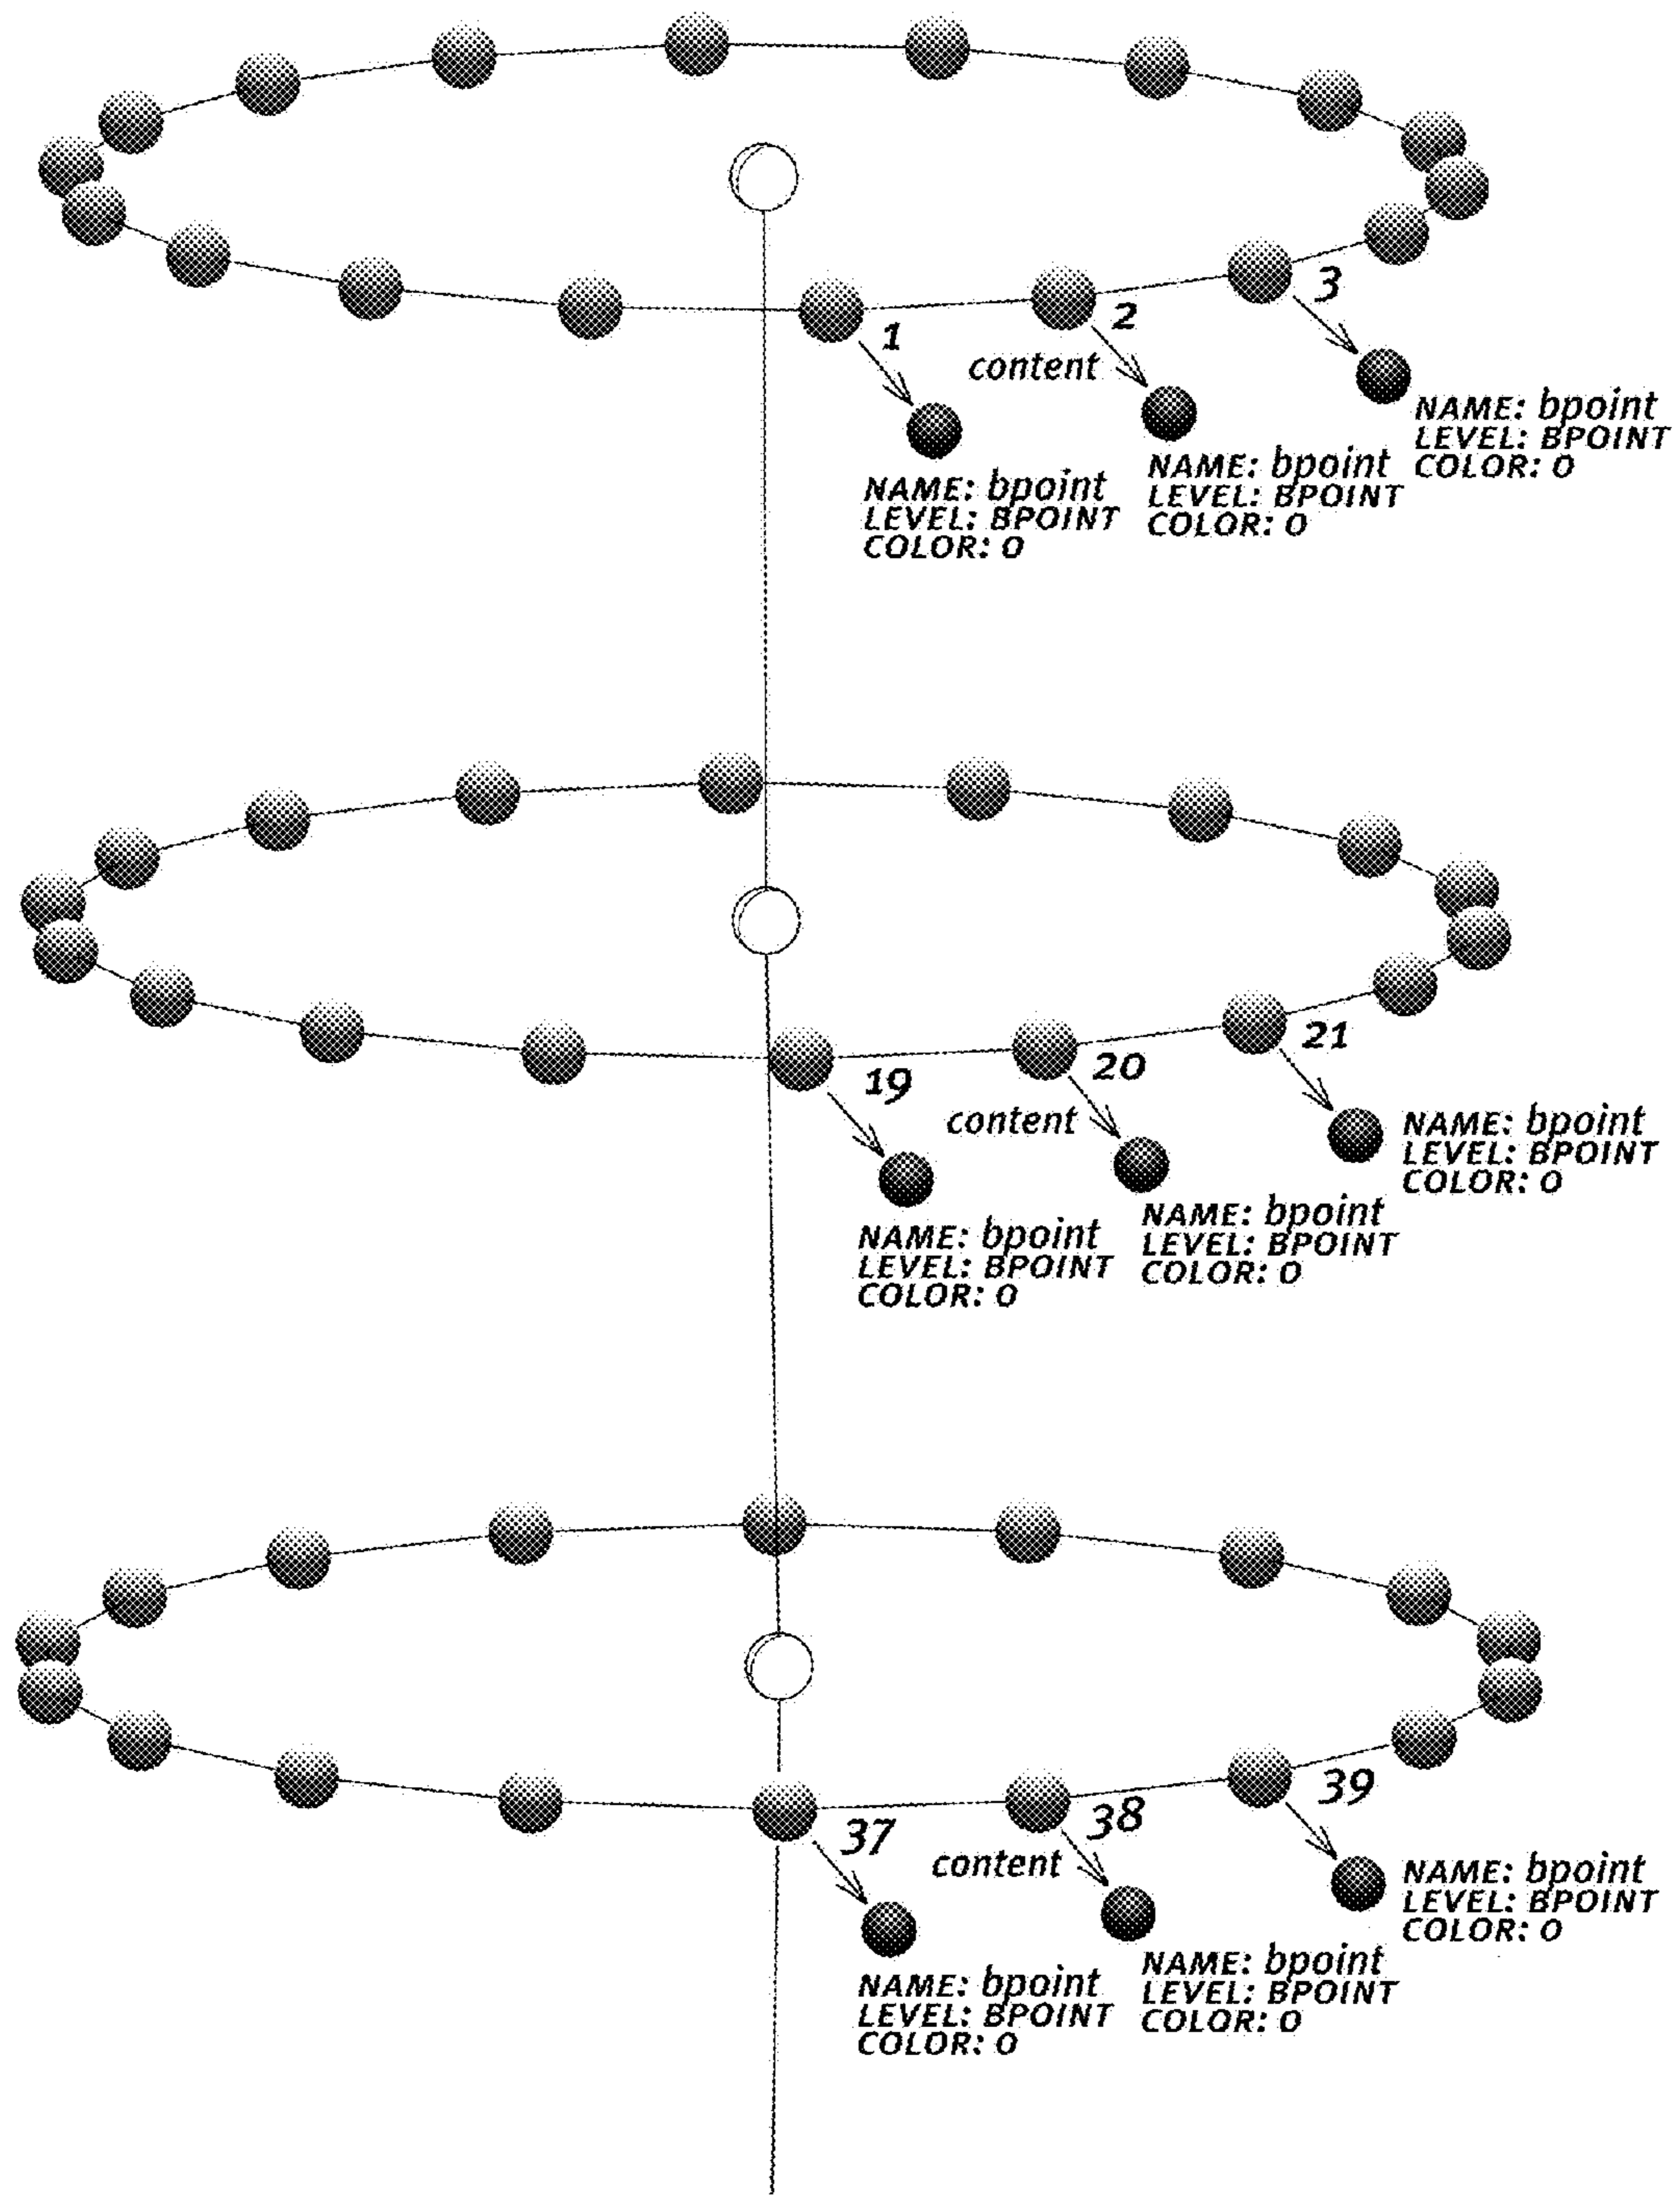 1
2
3
content
NAME: bpoint
LEVEL: BPOINT
COLOR: 0
NAME: bpoint
LEVEL: BPOINT
COLOR: 0
NAME: bpoint
LEVEL: BPOINT
COLOR: 0
19
20
21
content
NAME: bpoint
LEVEL: BPOINT
COLOR: 0
NAME: bpoint
LEVEL: BPOINT
COLOR: 0
NAME: bpoint
LEVEL: BPOINT
COLOR: 0
37
38
39
content
NAME: bpoint
LEVEL: BPOINT
COLOR: 0
NAME: bpoint
LEVEL: BPOINT
COLOR: 0
NAME: bpoint
LEVEL: BPOINT
COLOR: 0